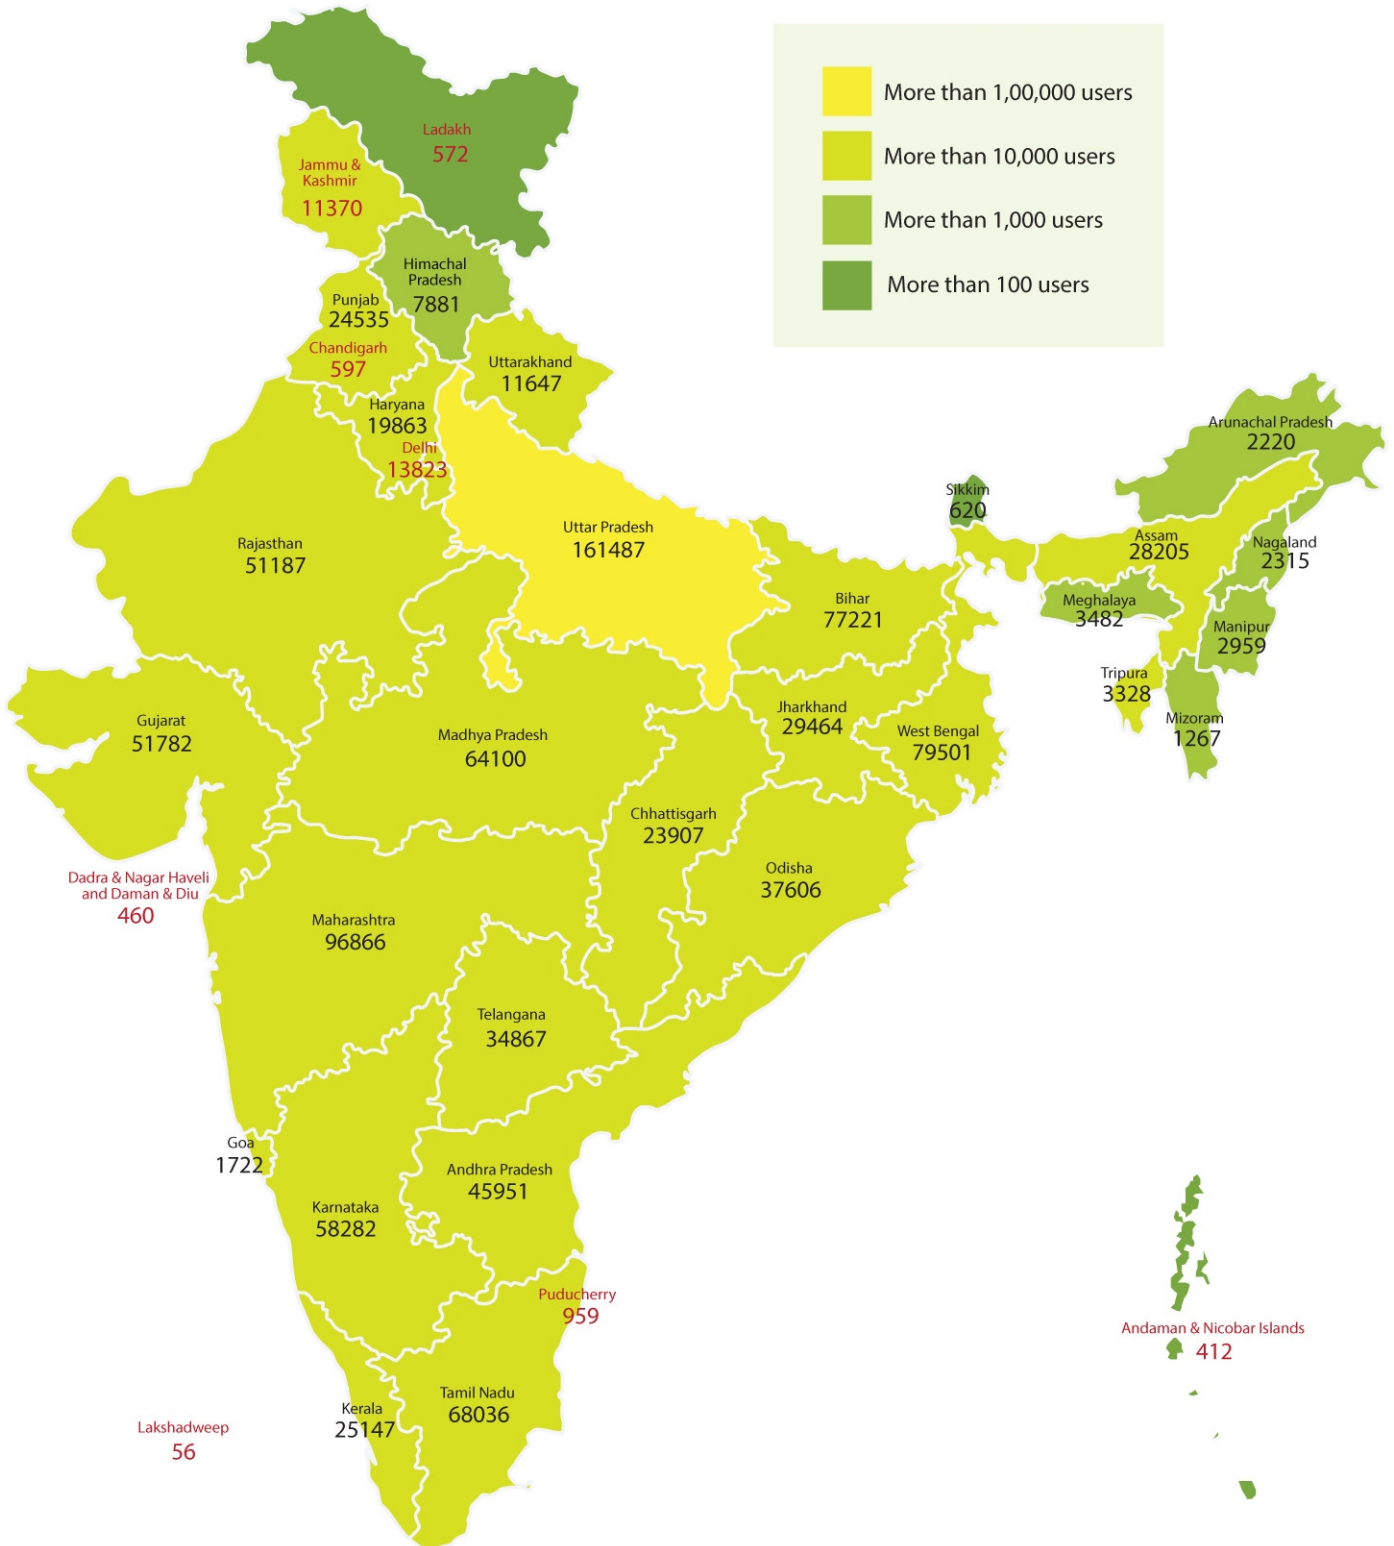 More than 1,00,000 users
More than 10,000 users
More than 1,000 users
More than 100 users
Ladakh
572
Jammu &
Kashmir
11370
Himachal
Pradesh
7881
Punjab
24535
Chandigarh
597
Uttarakhand
11647
Haryana
19863
Delhi
13823
Arunachal Pradesh
2220
Sikkim
620
Uttar Pradesh
161487
Rajasthan
51187
Assam
28205
Nagaland
2315
Bihar
77221
Meghalaya
3482
Manipur
2959
Tripura
3328
Mizoram
1267
Gujarat
51782
Madhya Pradesh
64100
Jharkhand
29464
West Bengal
79501
Chhattisgarh
23907
Odisha
37606
Dadra & Nagar Haveli
and Daman & Diu
460
Maharashtra
96866
Telangana
34867
Goa
1722
Andhra Pradesh
45951
Karnataka
58282
Puducherry
959
Andaman & Nicobar Islands
412
Tamil Nadu
68036
Kerala
25147
Lakshadweep
56